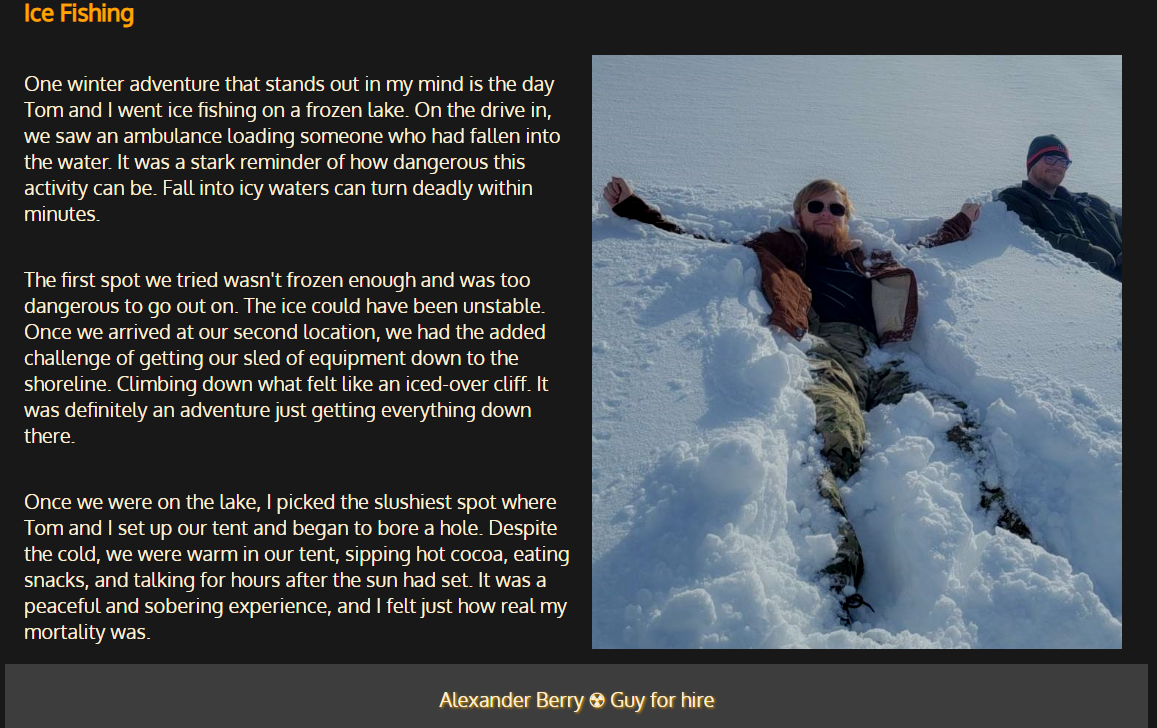 Ice Fishing
One winter adventure that stands out in my mind is the day
Tom and I went ice fishing on a frozen lake. On the drive in,
we saw an ambulance loading someone who had fallen into
the water. It was a stark reminder of how dangerous this
activity can be. Fall into icy waters can turn deadly within
minutes.
The first spot we tried wasn't frozen enough and was too
dangerous to go out on. The ice could have been unstable.
Once we arrived at our second location, we had the added
challenge of getting our sled of equipment down to the
shoreline. Climbing down what felt like an iced-over cliff. It
was definitely an adventure just getting everything down
there.
Once we were on the lake, I picked the slushiest spot where
Tom and I set up our tent and began to bore a hole. Despite
the cold, we were warm in our tent, sipping hot cocoa, eating
snacks, and talking for hours after the sun had set. It was a
peaceful and sobering experience, and I felt just how real my
mortality was.
Alexander Berry ☢ Guy for hire